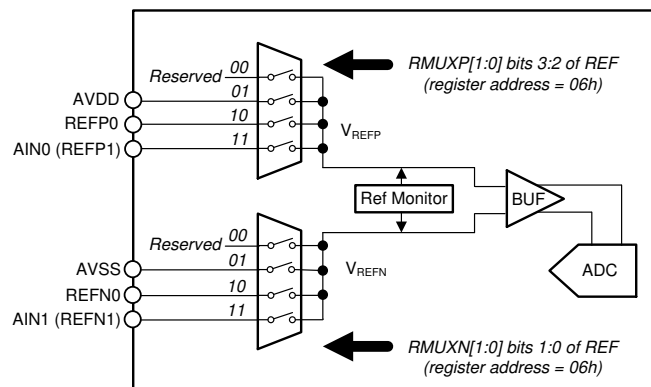 RMUXP[1:0] bits 3:2 of REF
(register address = 06h)
Reserved 00
AVDD 01
REFP0 10
AIN0 (REFP1) 11
VREFP
Ref Monitor
BUF
ADC
Reserved 00
AVSS 01
REFN0 10
AIN1 (REFN1) 11
VREFN
RMUXN[1:0] bits 1:0 of REF
(register address = 06h)